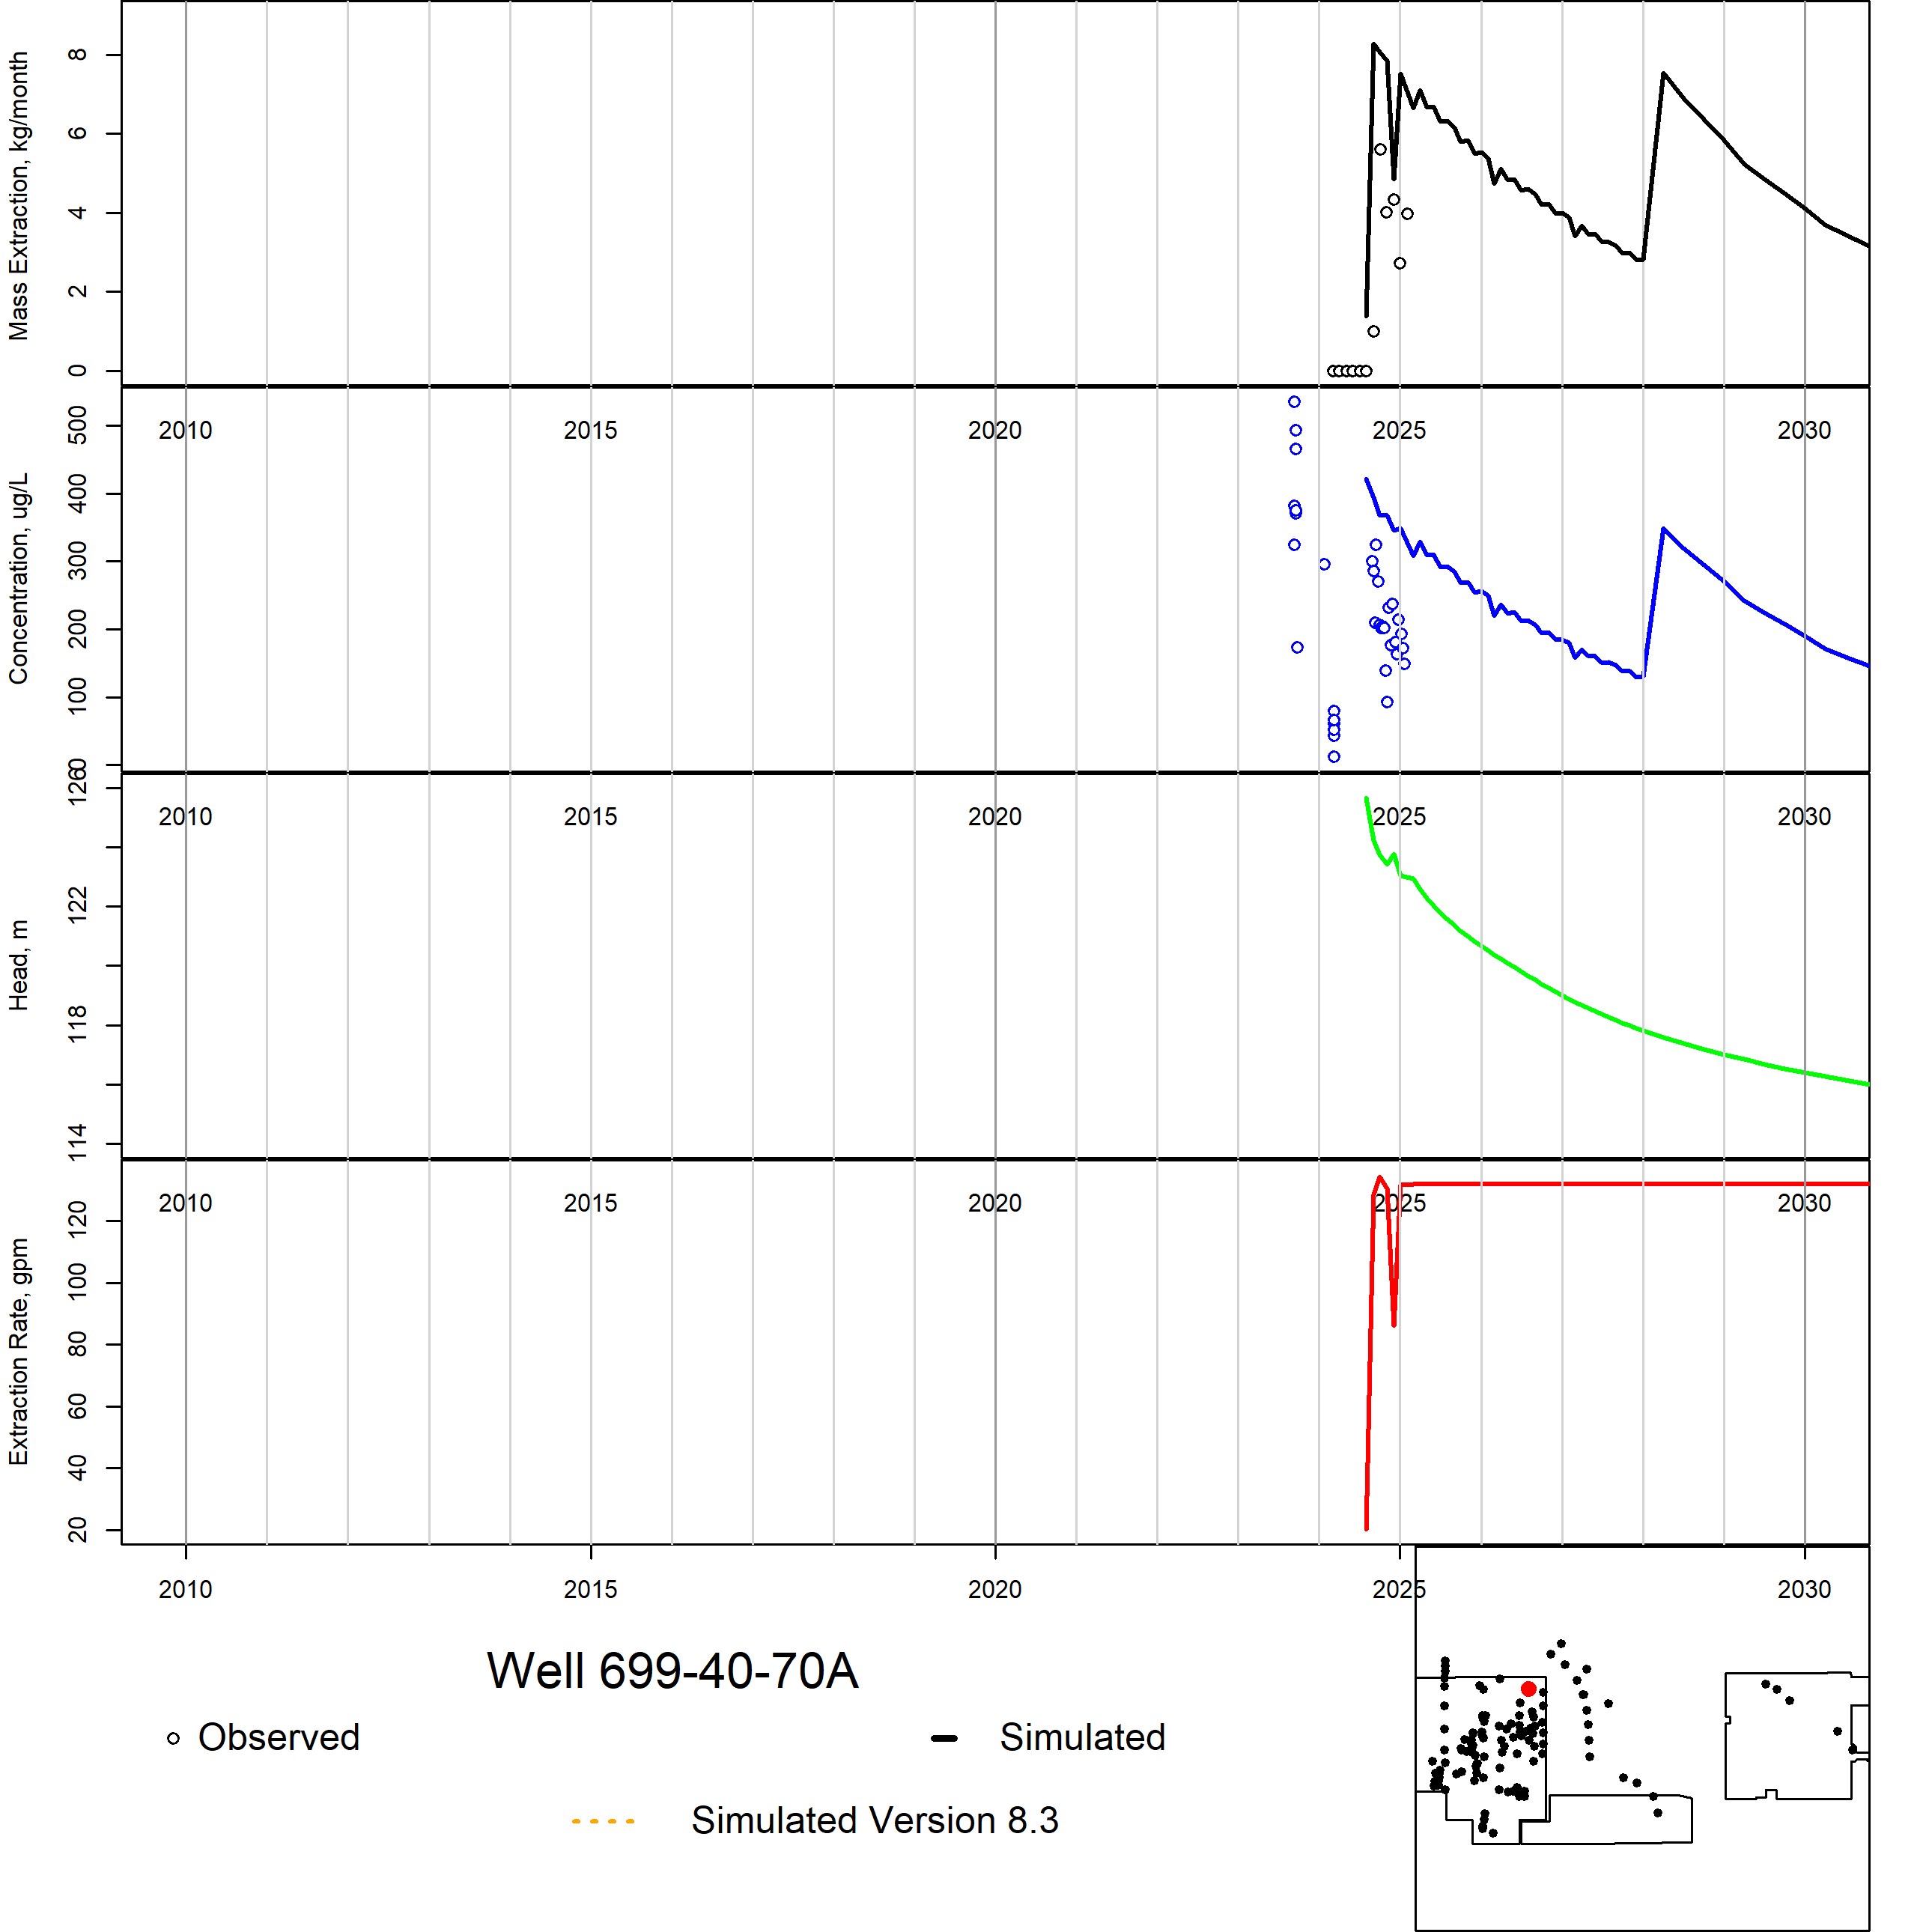 Mass Extraction, kg/month
8
6
4
2
0
Concentration, ug/L
500
400
300
200
100
0
2010 2015 2020 2025 2030
Head, m
126
122
118
114
2010 2015 2020 2025 2030
Extraction Rate, gpm
120
100
80
60
40
20
2010 2015 2020 2025 2030
2010 2015 2020 2025 2030
Well 699-40-70A
Observed
Simulated
Simulated Version 8.3